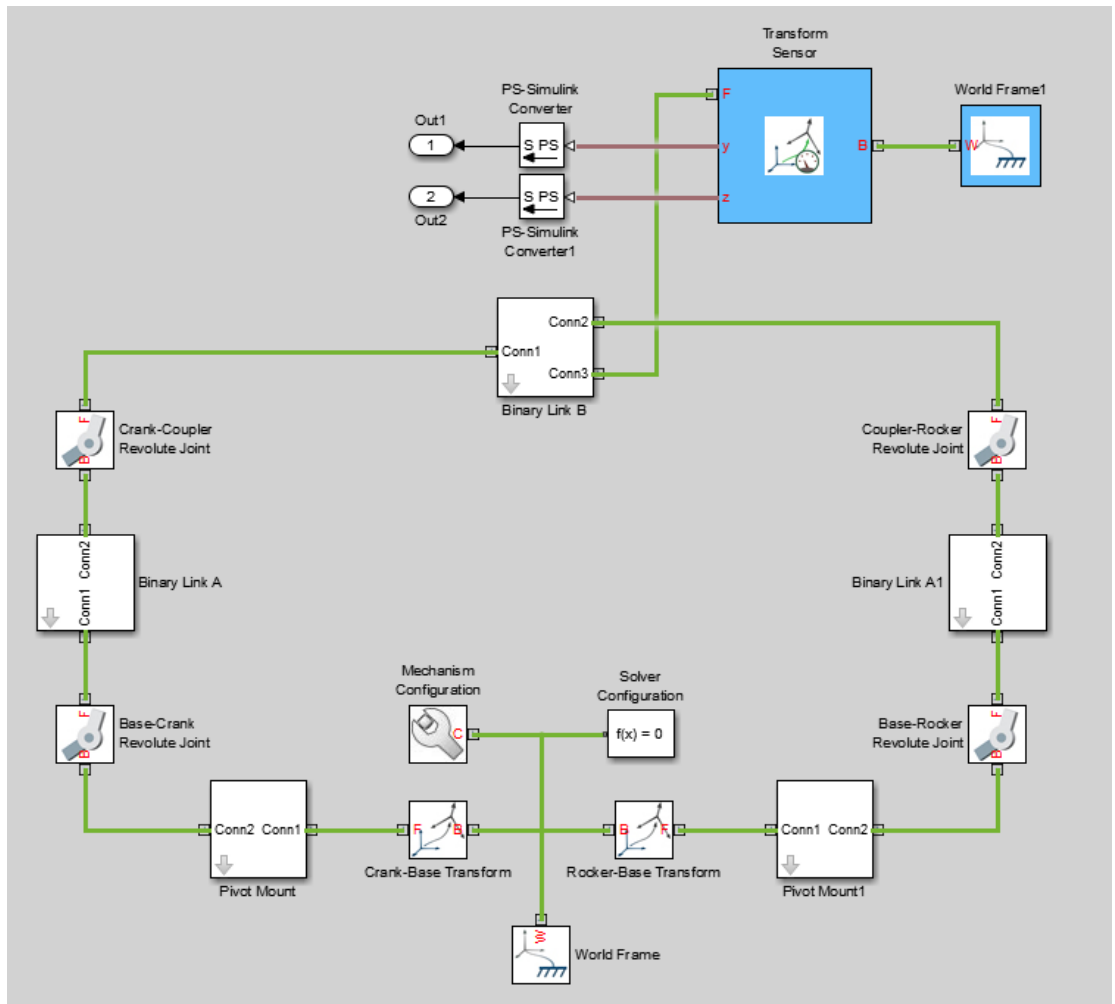 Transform
Sensor
PS-Simulink
Converter
World Frame1
F
Out1
1
S PS
y
B
W
2
S PS
z
Out2
PS-Simulink
Converter1
Conn2
Conn1
Conn3
Binary Link B
F
Crank-Coupler
Revolute Joint
B
Coupler-Rocker
Revolute Joint
F
B
Conn2
Conn1
Binary Link A
Binary Link A1
Conn2
Conn1
Mechanism
Configuration
Solver
Configuration
F
Base-Crank
Revolute Joint
B
C
f(x) = 0
Base-Rocker
Revolute Joint
F
B
Conn2 Conn1
F
B
B
F
Conn1 Conn2
Crank-Base Transform
Rocker-Base Transform
Pivot Mount
Pivot Mount1
W
World Frame